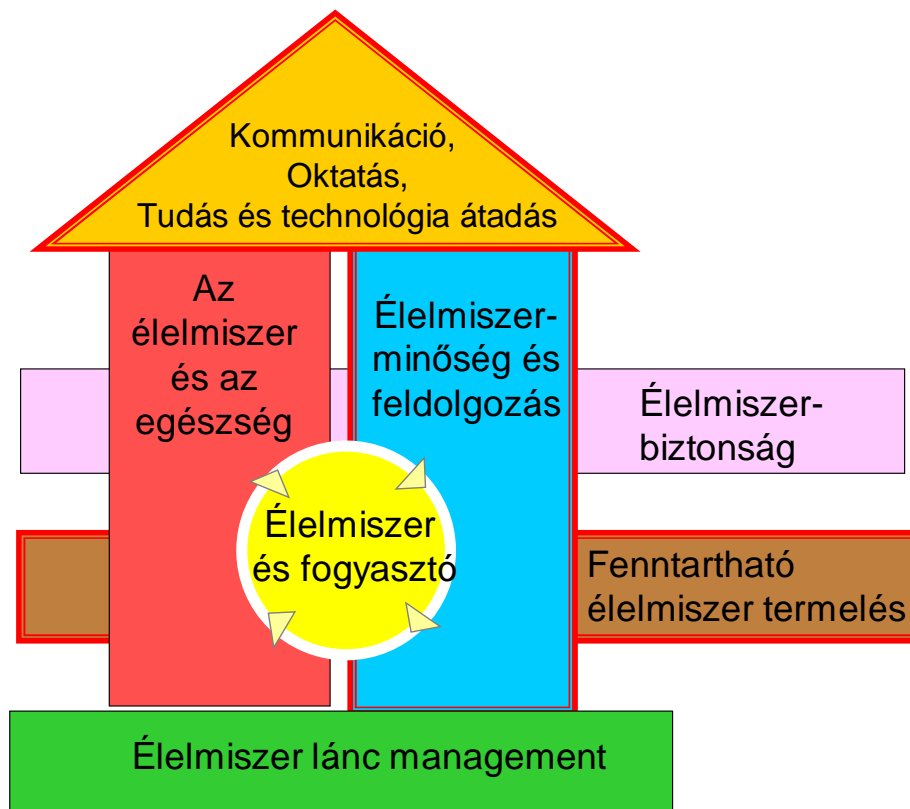 Kommunikáció,
Oktatás,
Tudás és technológia átadás
Az
élelmiszer
és az
egészség
Élelmiszer-
minőség és
feldolgozás
Élelmiszer-
biztonság
Élelmiszer
és fogyasztó
Fenntartható
élelmiszer termelés
Élelmiszer lánc management